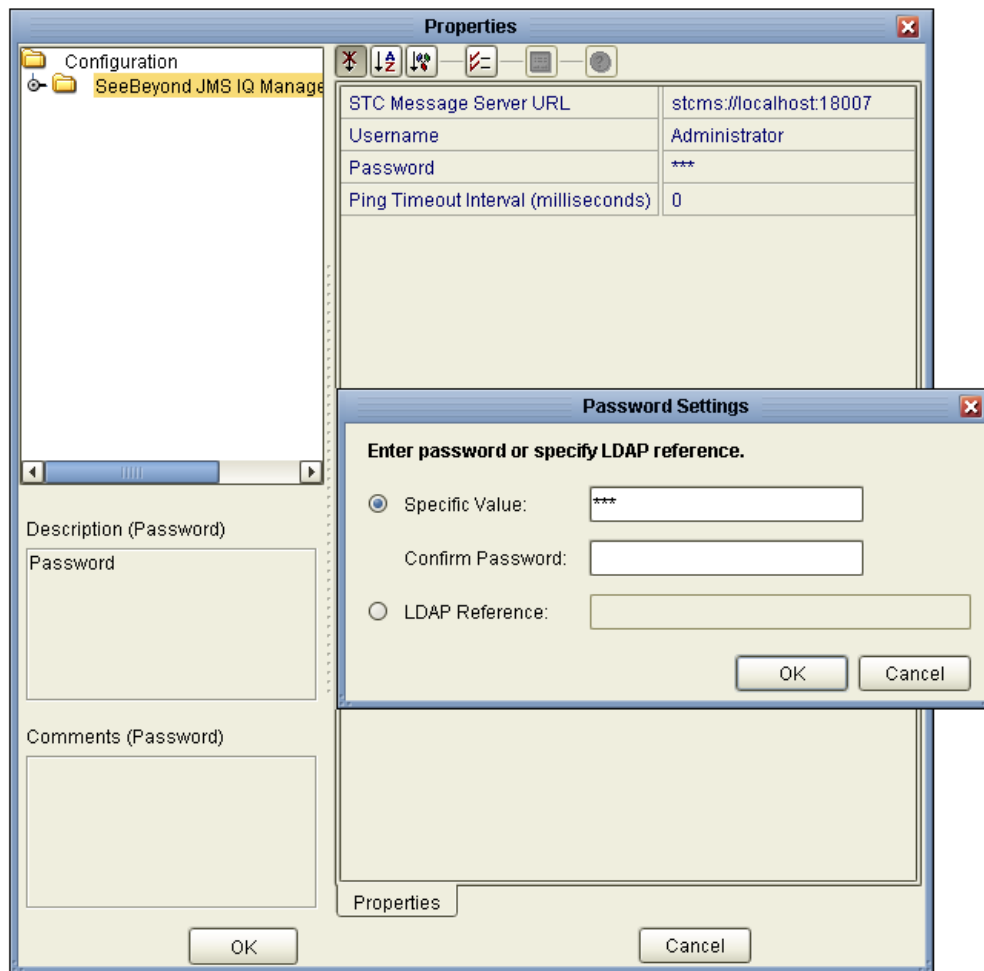 Properties
Configuration
SeeBeyond JMS IQ Manage
STC Message Server URL stcms://localhost:18007
Username Administrator
Password ***
Ping Timeout Interval (milliseconds) 0
Password Settings
Enter password or specify LDAP reference.
Specific Value: ***
Confirm Password:
LDAP Reference:
OK Cancel
Description (Password)
Password
Comments (Password)
Properties
OK Cancel